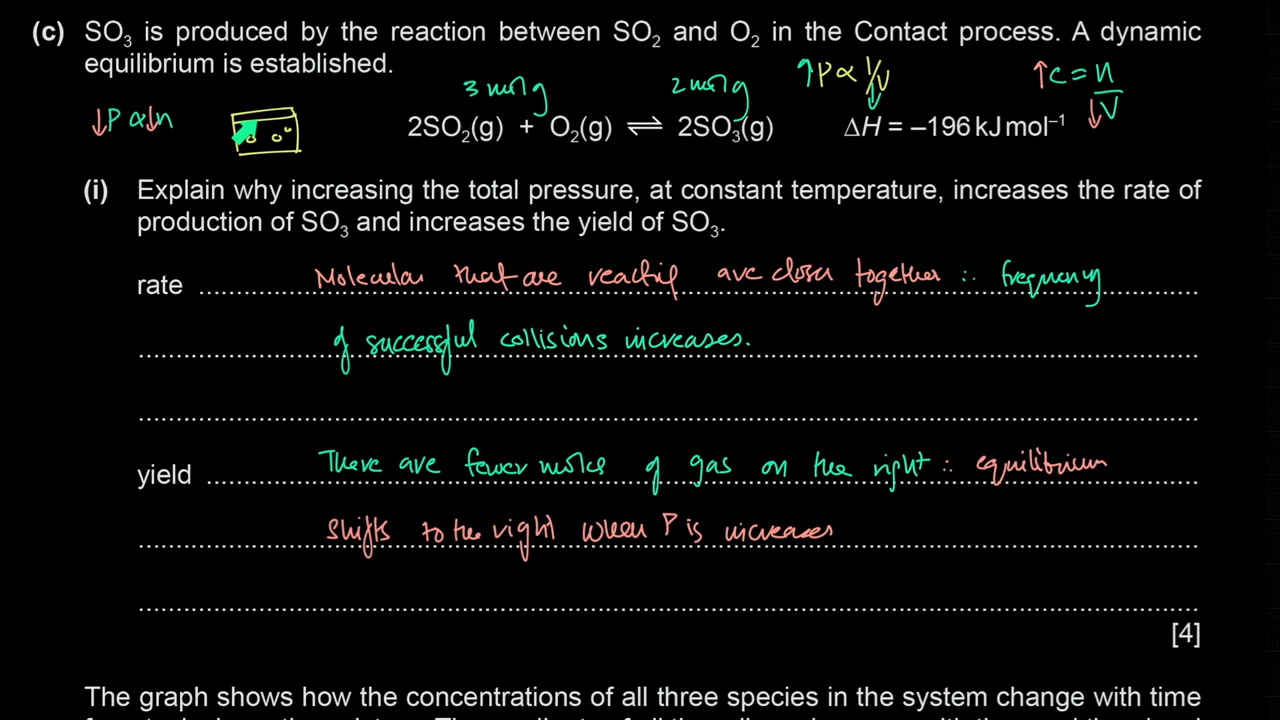 (c) SO₃ is produced by the reaction between SO₂ and O₂ in the Contact process. A dynamic
equilibrium is established.
3 mol g 2 mol g ↑P ∝ 1/V↓ ↑C = n/V↓
↓P ∝ ↓n
2SO₂(g) + O₂(g) ⇌ 2SO₃(g) ΔH = –196 kJ mol⁻¹
(i) Explain why increasing the total pressure, at constant temperature, increases the rate of
production of SO₃ and increases the yield of SO₃.
rate Molecular that are reacting are closer together ∴ frequency
of successful collisions increases.
yield There are fewer moles of gas on the right ∴ equilibrium
shifts to the right when P is increases
[4]
The graph shows how the concentrations of all three species in the system change with time